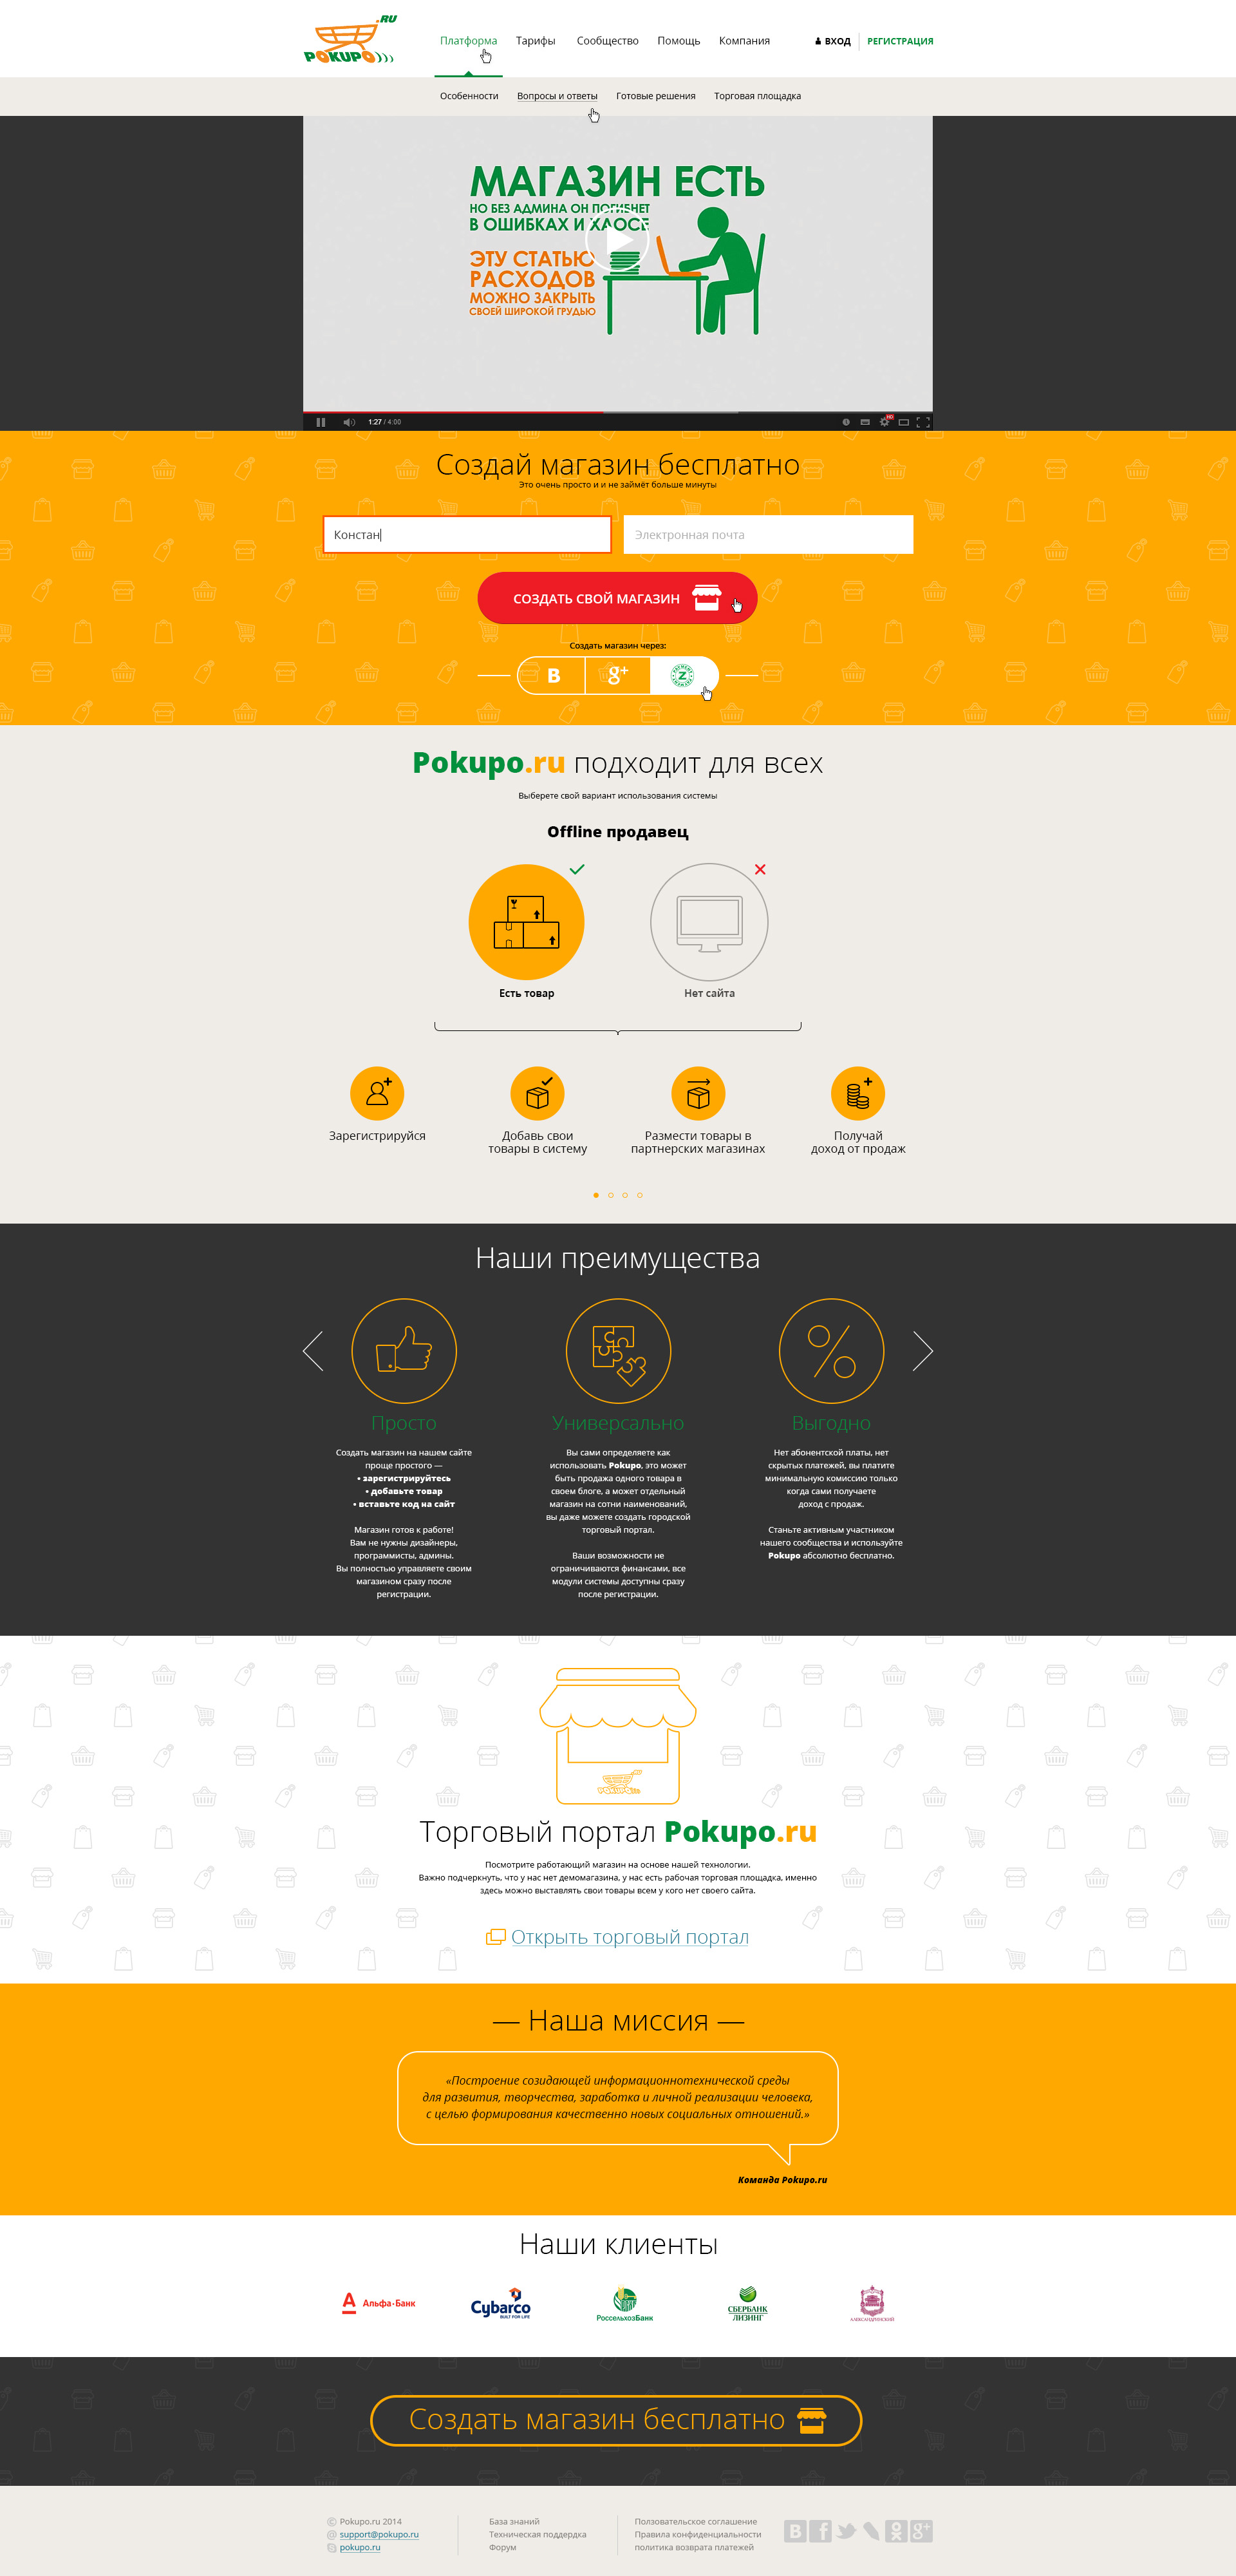 POKUPO.RU
Платформа Тарифы Сообщество Помощь Компания
ВХОД РЕГИСТРАЦИЯ
Особенности Вопросы и ответы Готовые решения Торговая площадка
МАГАЗИН ЕСТЬ
НО БЕЗ АДМИНА ОН
В ОШИБКАХ И ХАОСЕ
ЭТУ СТАТЬЮ
РАСХОДОВ
МОЖНО ЗАКРЫТЬ
СВОЕЙ ШИРОКОЙ ГРУДЬЮ
1:27 / 4:00
HD
Создай магазин бесплатно
Это очень просто и и не займёт больше минуты
Констан
Электронная почта
СОЗДАТЬ СВОЙ МАГАЗИН
Создать магазин через:
В g+ Z
Pokupo.ru подходит для всех
Выберете свой вариант использования системы
Offline продавец
Есть товар
Нет сайта
Зарегистрируйся
Добавь свои
товары в систему
Размести товары в
партнерских магазинах
Получай
доход от продаж
Наши преимущества
Просто
Создать магазин на нашем сайте
проще простого —
• зарегистрируйтесь
• добавьте товар
• вставьте код на сайт
Магазин готов к работе!
Вам не нужны дизайнеры,
программисты, админы.
Вы полностью управляете своим
магазином сразу после
регистрации.
Универсально
Вы сами определяете как
использовать Pokupo, это может
быть продажа одного товара в
своем блоге, а может отдельный
магазин на сотни наименований,
вы даже можете создать городской
торговый портал.
Ваши возможности не
ограничиваются финансами, все
модули системы доступны сразу
после регистрации.
Выгодно
Нет абонентской платы, нет
скрытых платежей, вы платите
минимальную комиссию только
когда сами получаете
доход с продаж.
Станьте активным участником
нашего сообщества и используйте
Pokupo абсолютно бесплатно.
Торговый портал Pokupo.ru
Посмотрите работающий магазин на основе нашей технологии.
Важно подчеркнуть, что у нас нет демомагазина, у нас есть рабочая торговая площадка, именно
здесь можно выставлять свои товары всем у кого нет своего сайта.
Открыть торговый портал
— Наша миссия —
«Построение созидающей информационнотехнической среды
для развития, творчества, заработка и личной реализации человека,
с целью формирования качественно новых социальных отношений.»
Команда Pokupo.ru
Наши клиенты
Альфа·Банк
Cybarco
BUILT FOR LIFE
РоссельхозБанк
СБЕРБАНК
ЛИЗИНГ
АЛЕКСАНДРИНСКИЙ
Создать магазин бесплатно
© Pokupo.ru 2014
@ support@pokupo.ru
pokupo.ru
База знаний
Техническая поддердка
Форум
Ползовательское соглашение
Правила конфиденциальности
политика возврата платежей
В f g+